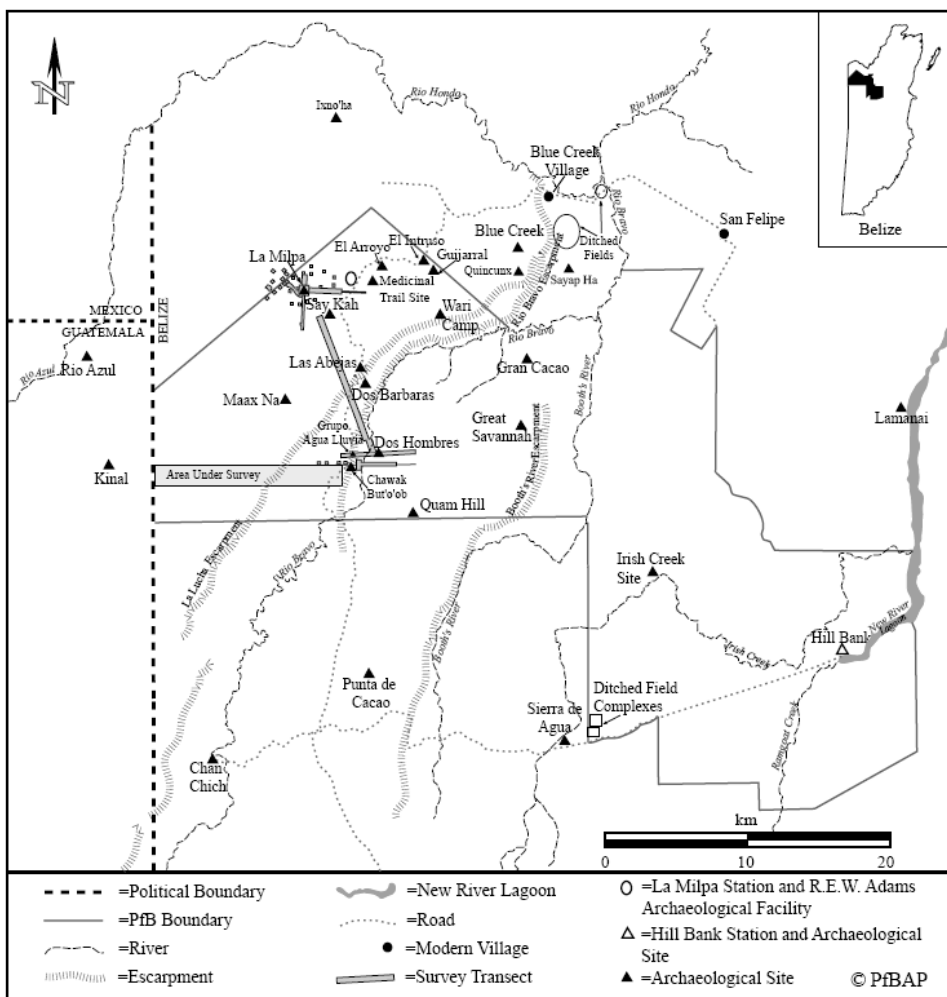 N
Ixno'ha
Rio Hondo
Rio Hondo
Belize
Blue Creek
Village
Rio Bravo
San Felipe
La Milpa
El Arroyo
El Intruso
Guijarral
Blue Creek
Ditched
Fields
Medicinal
Trail Site
Quincunx
Sayap Ha
Rio Bravo Escarpment
Say Kah
Wari
Camp
MEXICO
GUATEMALA
BELIZE
Rio Azul
Rio Azul
Rio Bravo
Las Abejas
Dos Barbaras
Gran Cacao
Booth's River
Maax Na
Lamanai
Great
Savannah
Grupo
Agua Lluvia
Dos Hombres
Booth's River Escarpment
Kinal
Area Under Survey
Chawak
But'o'ob
Quam Hill
La Lucha Escarpment
Rio Bravo
Irish Creek
Site
Booth's River
Irish Creek
Hill Bank
New River
Lagoon
Punta de
Cacao
Sierra de
Agua
Ditched Field
Complexes
Ramgoat Creek
Chan
Chich
km
0
10
20
=Political Boundary
=PfB Boundary
=River
=Escarpment
=New River Lagoon
=Road
=Modern Village
=Survey Transect
=La Milpa Station and R.E.W. Adams
Archaeological Facility
=Hill Bank Station and Archaeological
Site
=Archaeological Site
© PfBAP